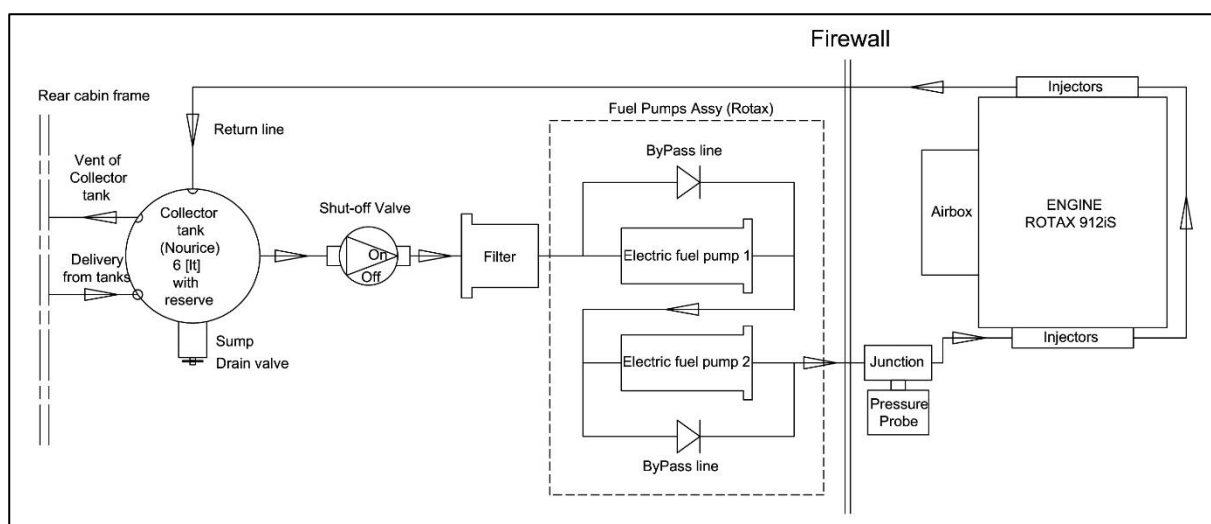 Firewall
Rear cabin frame
Return line
Vent of
Collector
tank
Delivery
from tanks
Collector
tank
(Nourice)
6 [lt]
with
reserve
Sump
Drain valve
Shut-off Valve
On
Off
Filter
Fuel Pumps Assy (Rotax)
ByPass line
Electric fuel pump 1
Electric fuel pump 2
ByPass line
Junction
Pressure
Probe
Injectors
Airbox
ENGINE
ROTAX 912iS
Injectors